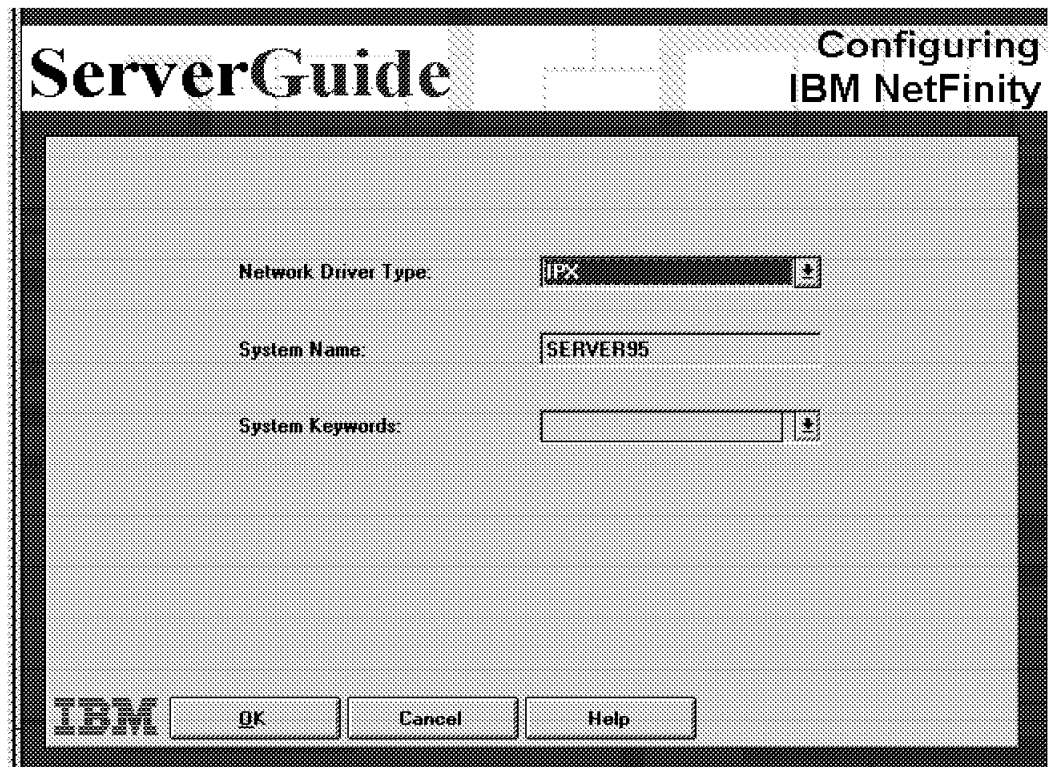 ServerGuide
Configuring
IBM NetFinity
Network Driver Type: IPX
System Name: SERVER95
System Keywords:
IBM OK Cancel Help